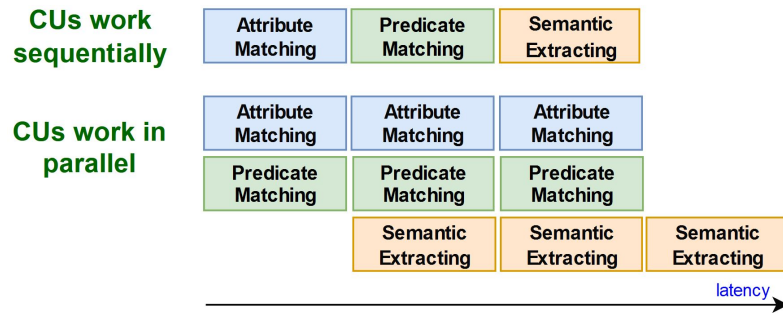 CUs work
sequentially
Attribute
Matching
Predicate
Matching
Semantic
Extracting
CUs work in
parallel
Attribute
Matching
Attribute
Matching
Attribute
Matching
Predicate
Matching
Predicate
Matching
Predicate
Matching
Semantic
Extracting
Semantic
Extracting
Semantic
Extracting
latency